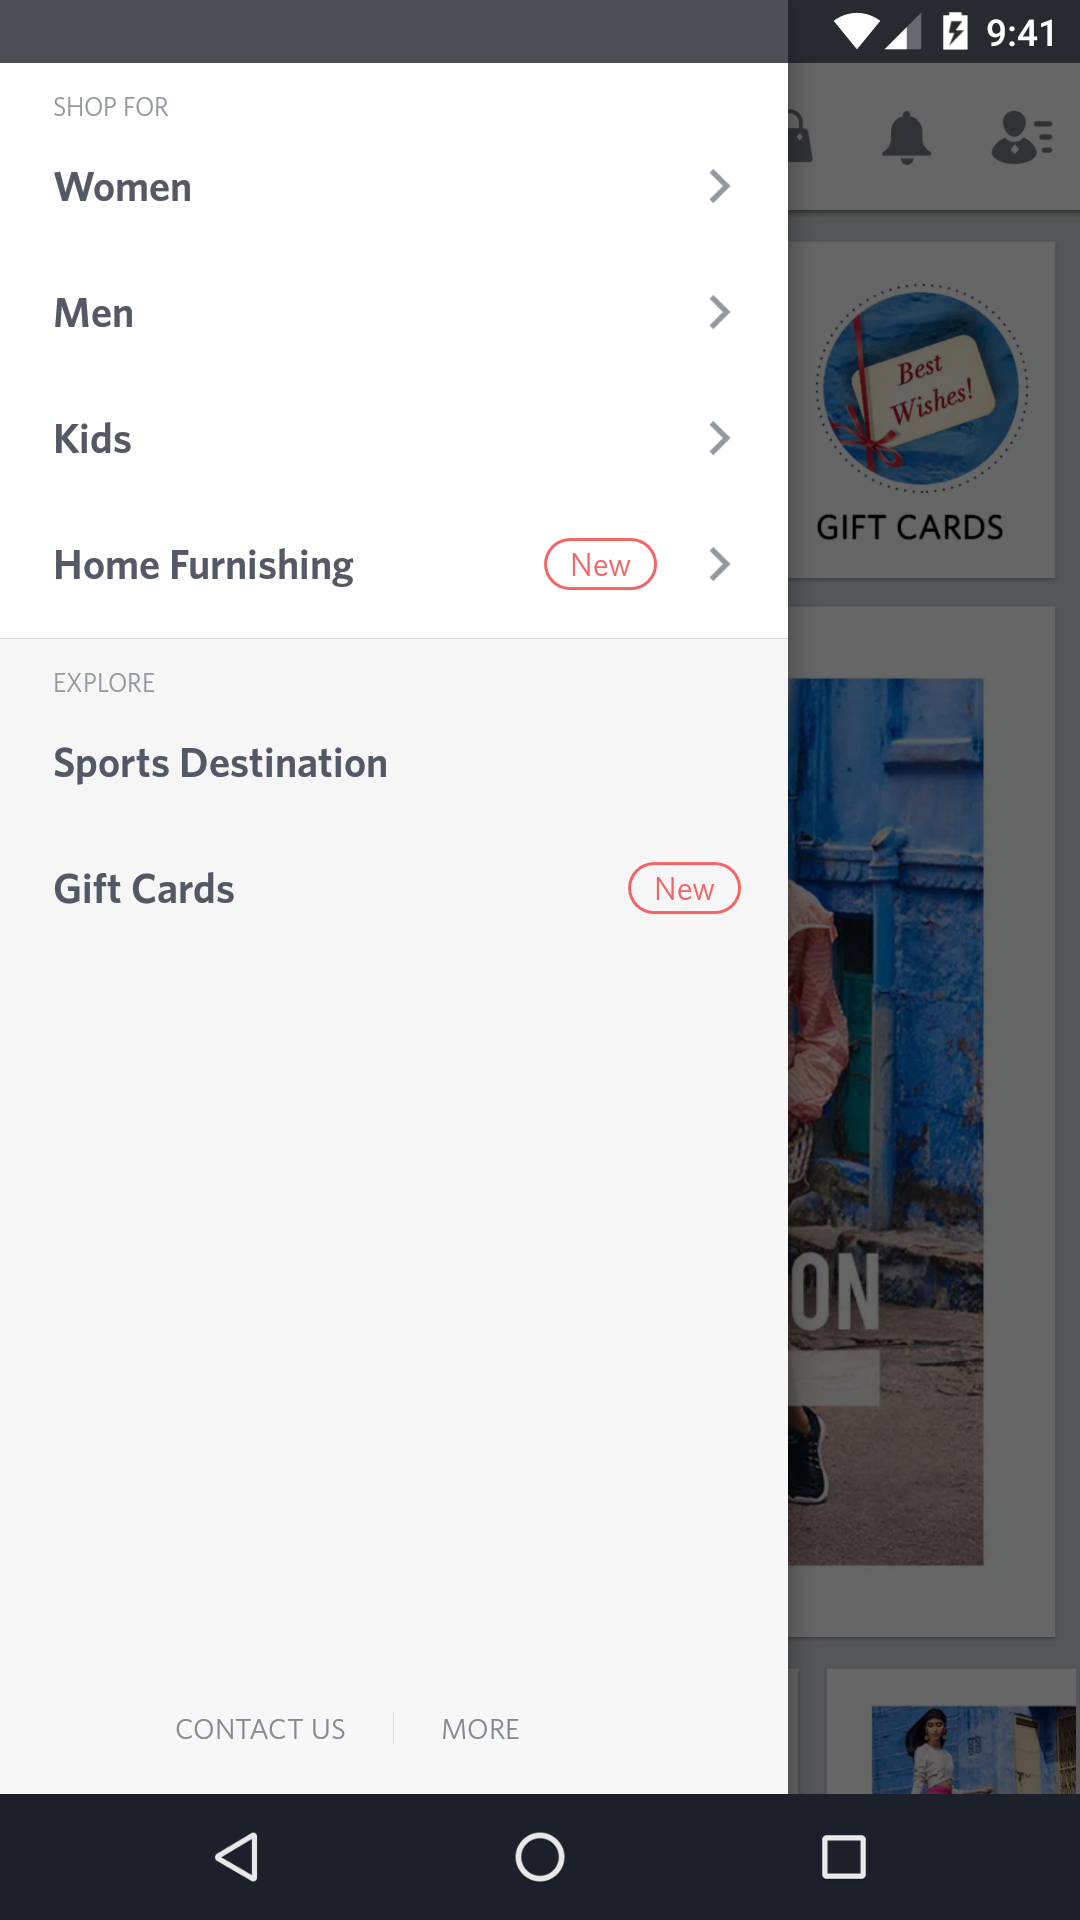 9:41
SHOP FOR
Women
Men
Kids
Home Furnishing New
EXPLORE
Sports Destination
Gift Cards New
CONTACT US
MORE
Best
Wishes!
GIFT CARDS
ON